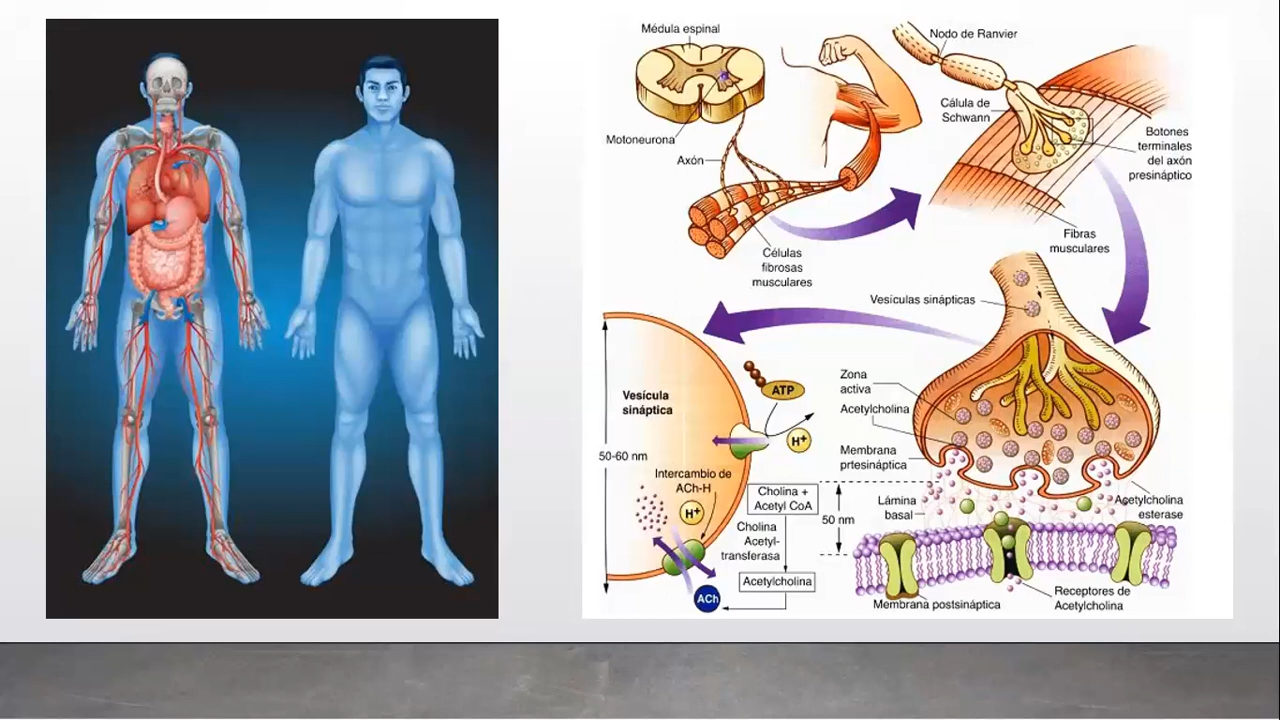 Médula espinal
Motoneurona
Axón
Células
fibrosas
musculares
Nodo de Ranvier
Cálula de
Schwann
Botones
terminales
del axón
presináptico
Fibras
musculares
Vesículas sinápticas
Zona
activa
Acetylcholina
Membrana
prtesináptica
Lámina
basal
Acetylcholina
esterase
50 nm
Membrana postsináptica
Receptores de
Acetylcholina
Vesícula
sináptica
50-60 nm
ATP
H+
Intercambio de
ACh-H
H+
Cholina +
Acetyl CoA
Cholina
Acetyl-
transferasa
Acetylcholina
ACh